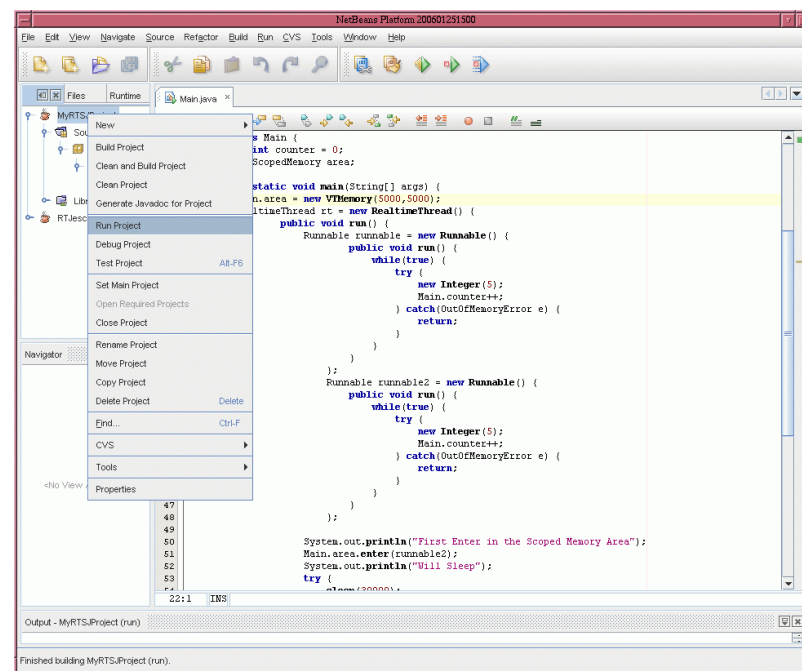 NetBeans Platform 200601251500
File Edit View Navigate Source Refactor Build Run CVS Tools Window Help
Files Runtime
Main.java
New
Build Project
Clean and Build Project
Clean Project
Generate Javadoc for Project
Run Project
Debug Project
Test Project Alt-F6
Set Main Project
Open Required Projects
Close Project
Rename Project
Move Project
Copy Project
Delete Project Delete
Find... Ctrl-F
CVS
Tools
Properties
Navigator
<No View
s Main {
int counter = 0;
ScopedMemory area;
static void main(String[] args) {
n.area = new VTMemory(5000,5000);
ltimeThread rt = new RealtimeThread() {
public void run() {
Runnable runnable = new Runnable() {
public void run() {
while(true) {
try {
new Integer(5);
Main.counter++;
} catch(OutOfMemoryError e) {
return;
}
}
}
};
Runnable runnable2 = new Runnable() {
public void run() {
while(true) {
try {
new Integer(5);
Main.counter++;
} catch(OutOfMemoryError e) {
return;
}
}
47 }
48 };
49
50 System.out.println("First Enter in the Scoped Memory Area");
51 Main.area.enter(runnable2);
52 System.out.println("Will Sleep");
53 try {
22:1 INS
Output - MyRTSJProject (run)
Finished building MyRTSJProject (run).